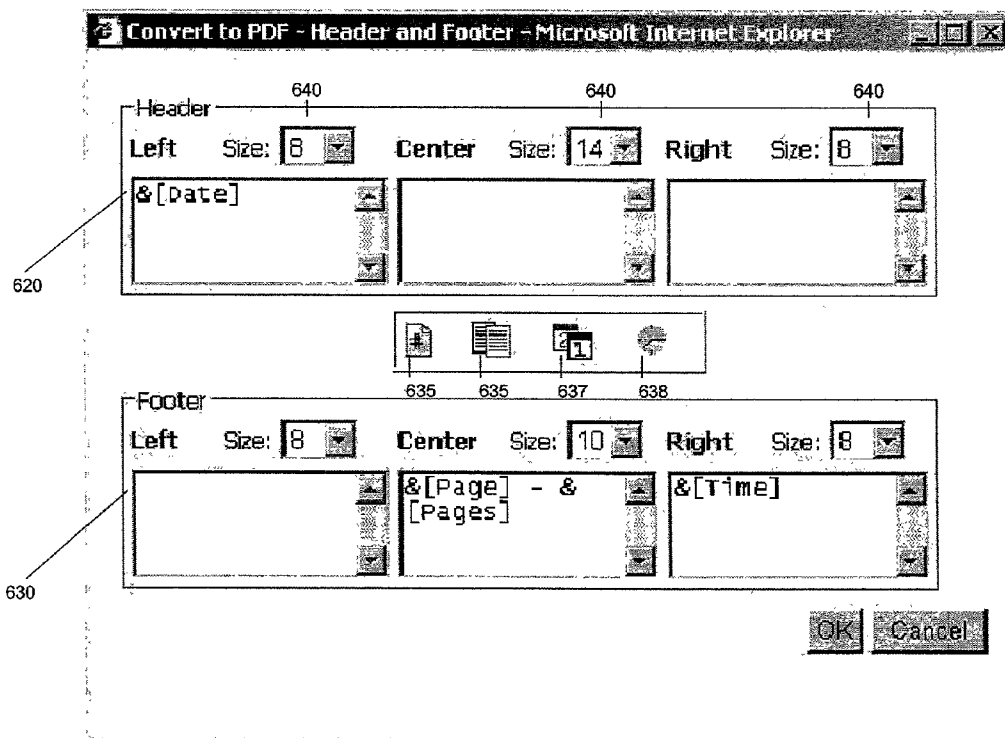 Convert to PDF - Header and Footer - Microsoft Internet Explorer
640 640 640
Header
Left Size: 8 Center Size: 14 Right Size: 8
&[Date]
620
#
2 1
635 635 637 638
Footer
Left Size: 8 Center Size: 10 Right Size: 8
&[Page] - & &[Time]
[Pages]
630
OK Cancel